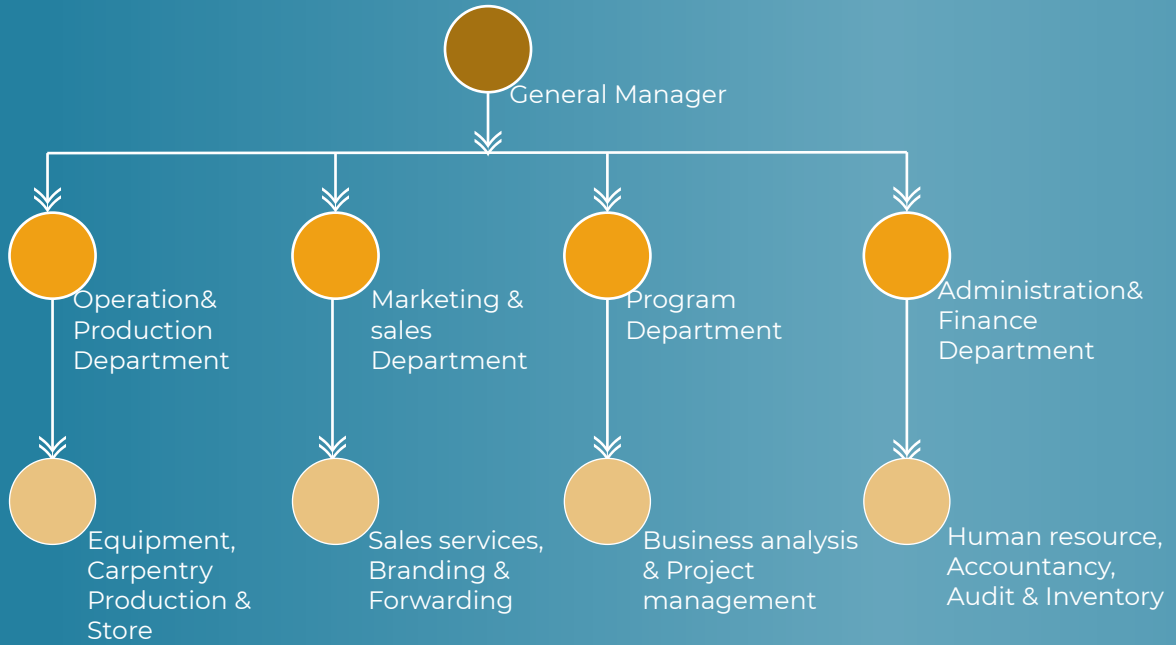 General Manager
Operation&
Production
Department
Marketing &
sales
Department
Program
Department
Administration&
Finance
Department
Equipment,
Carpentry
Production &
Store
Sales services,
Branding &
Forwarding
Business analysis
& Project
management
Human resource,
Accountancy,
Audit & Inventory